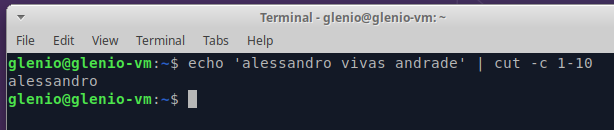 Terminal - glenio@glenio-vm: ~
File Edit View Terminal Tabs Help
glenio@glenio-vm:~$ echo 'alessandro vivas andrade' | cut -c 1-10
alessandro
glenio@glenio-vm:~$